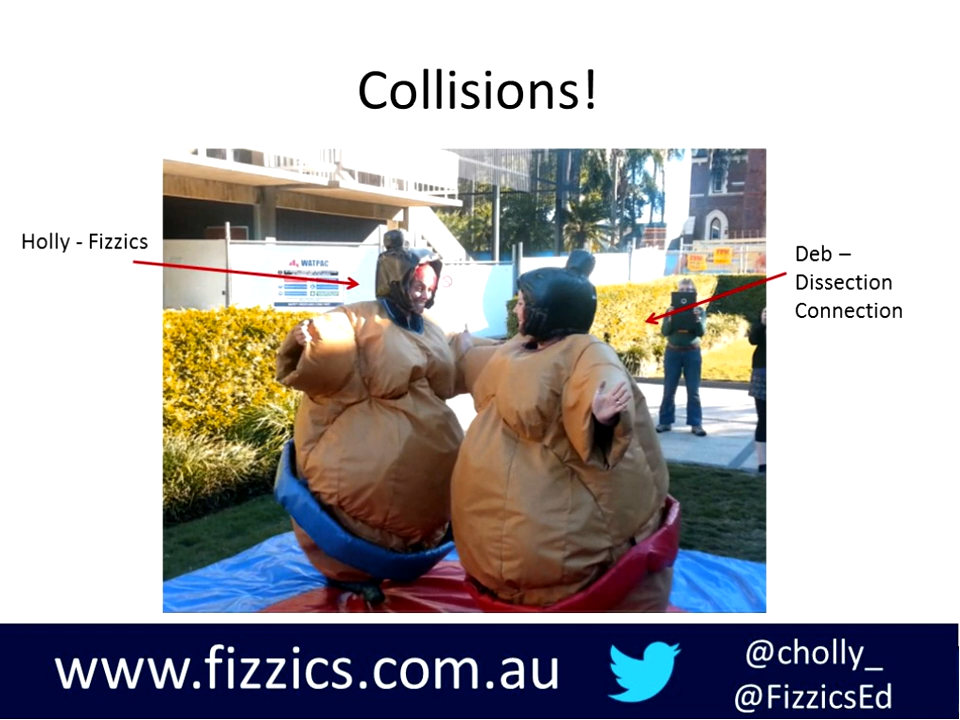 Collisions!
Holly - Fizzics
WATPAC
Deb –
Dissection
Connection
www.fizzics.com.au
@cholly_
@FizzicsEd